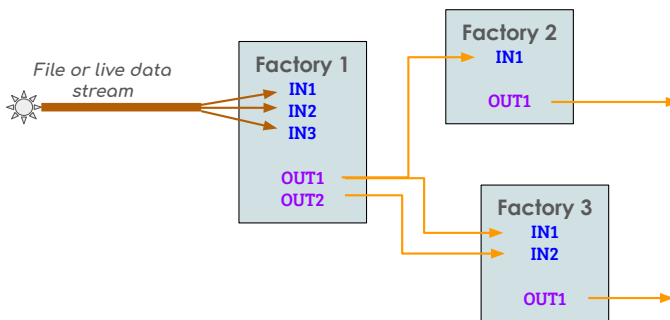 File or live data
stream
Factory 1
IN1
IN2
IN3
OUT1
OUT2
Factory 2
IN1
OUT1
Factory 3
IN1
IN2
OUT1